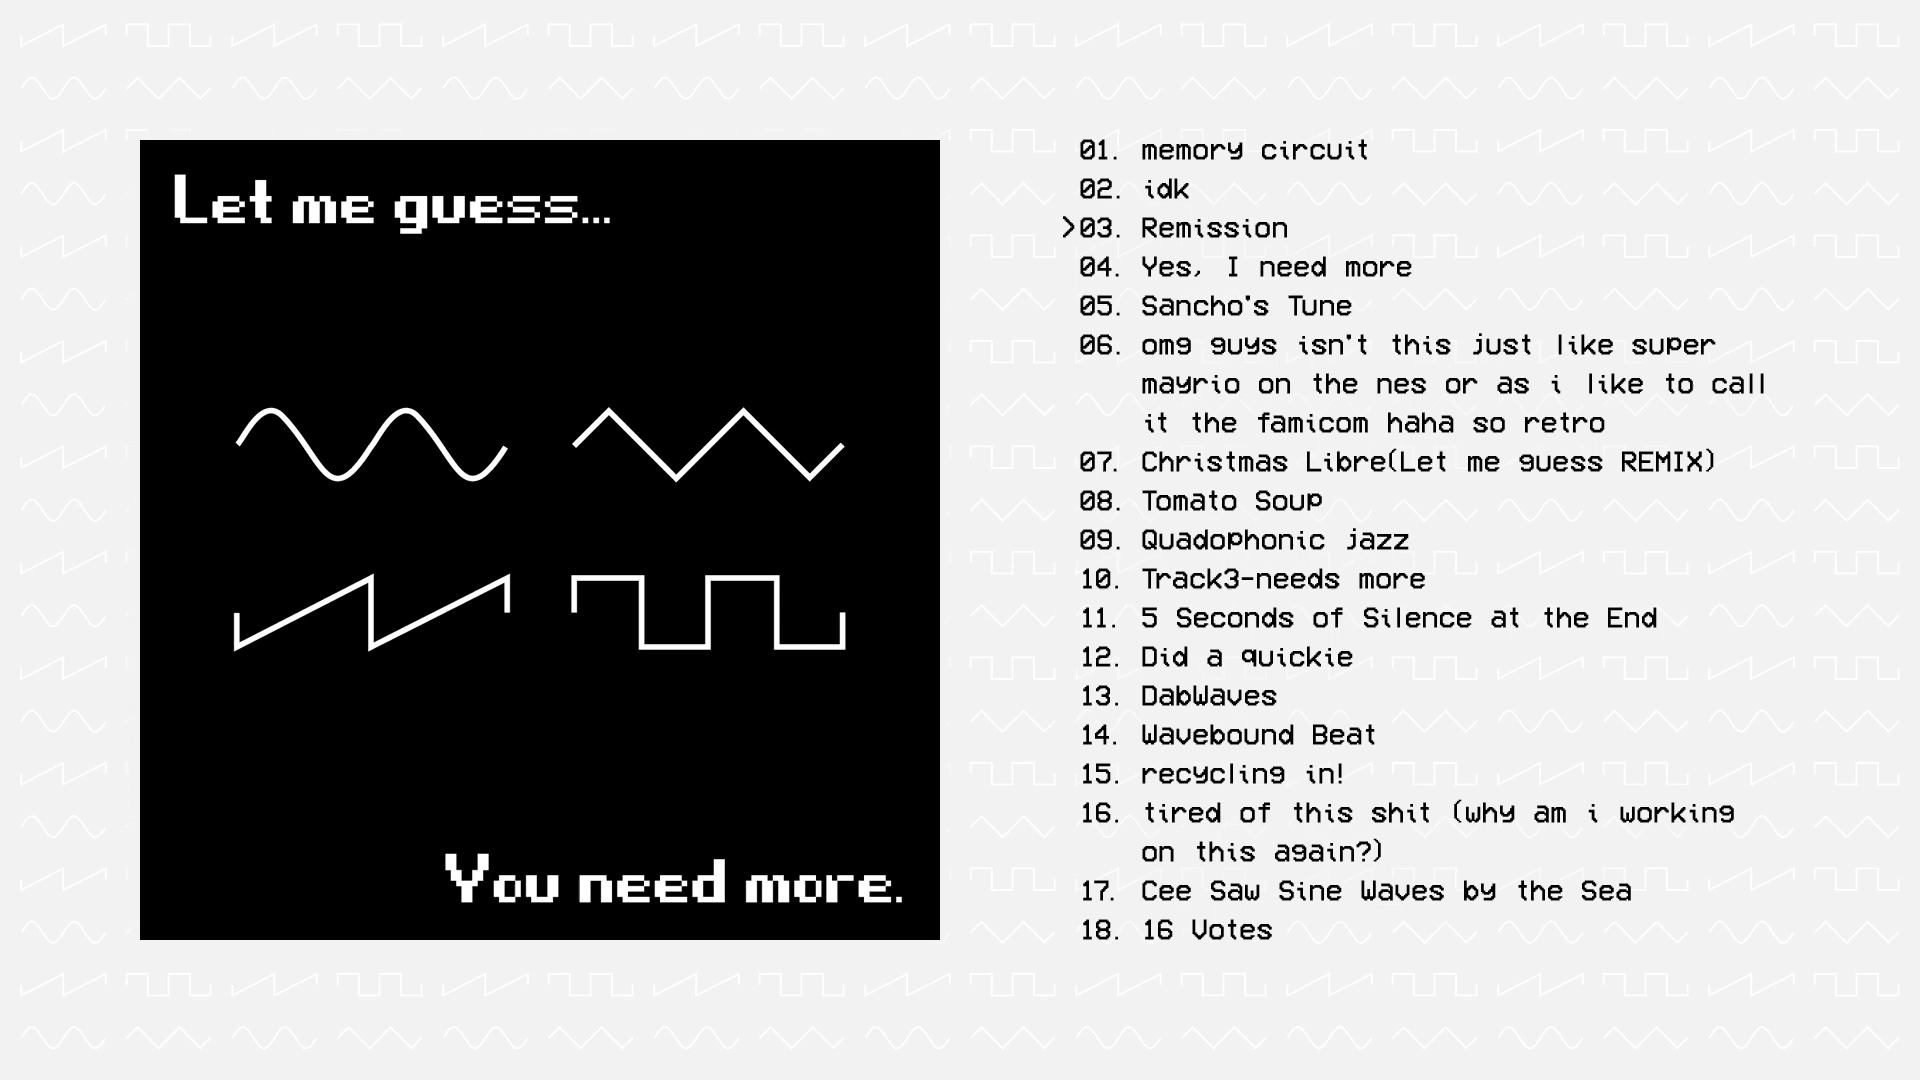 Let me guess...
You need more.
01. memory circuit
02. idk
>03. Remission
04. Yes, I need more
05. Sancho's Tune
06. omg guys isn't this just like super
mayrio on the nes or as i like to call
it the famicom haha so retro
07. Christmas Libre(Let me guess REMIX)
08. Tomato Soup
09. Quadophonic jazz
10. Track3-needs more
11. 5 Seconds of Silence at the End
12. Did a quickie
13. DabWaves
14. Wavebound Beat
15. recycling in!
16. tired of this shit (why am i working
on this again?)
17. Cee Saw Sine Waves by the Sea
18. 16 Votes